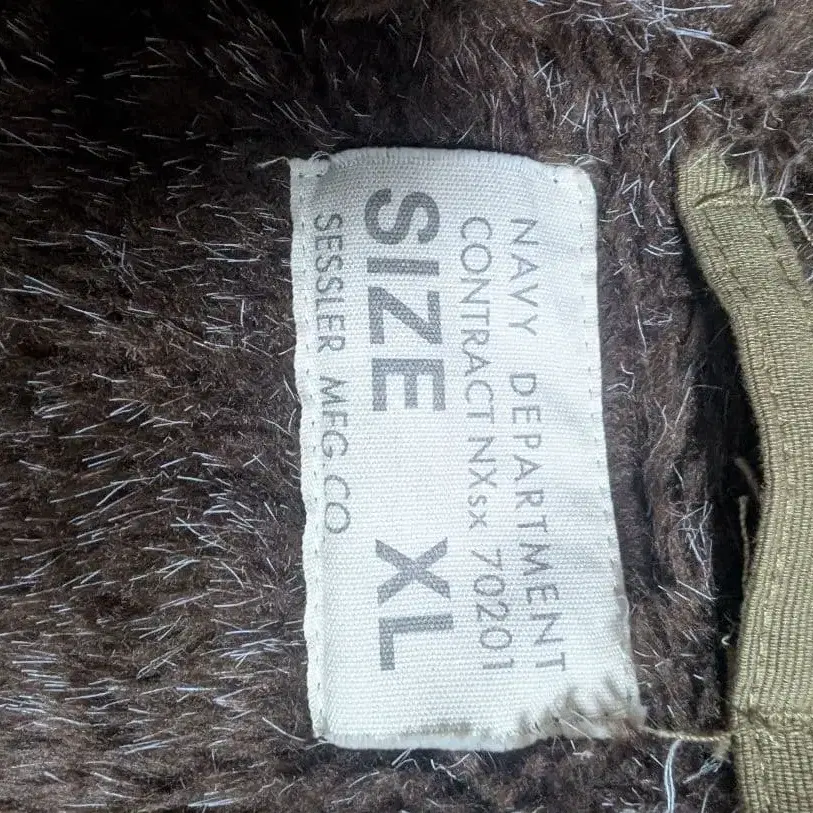 NAVY DEPARTMENT
CONTRACT NXsx 70201
SIZE XL
SESSLER MFG. CO.